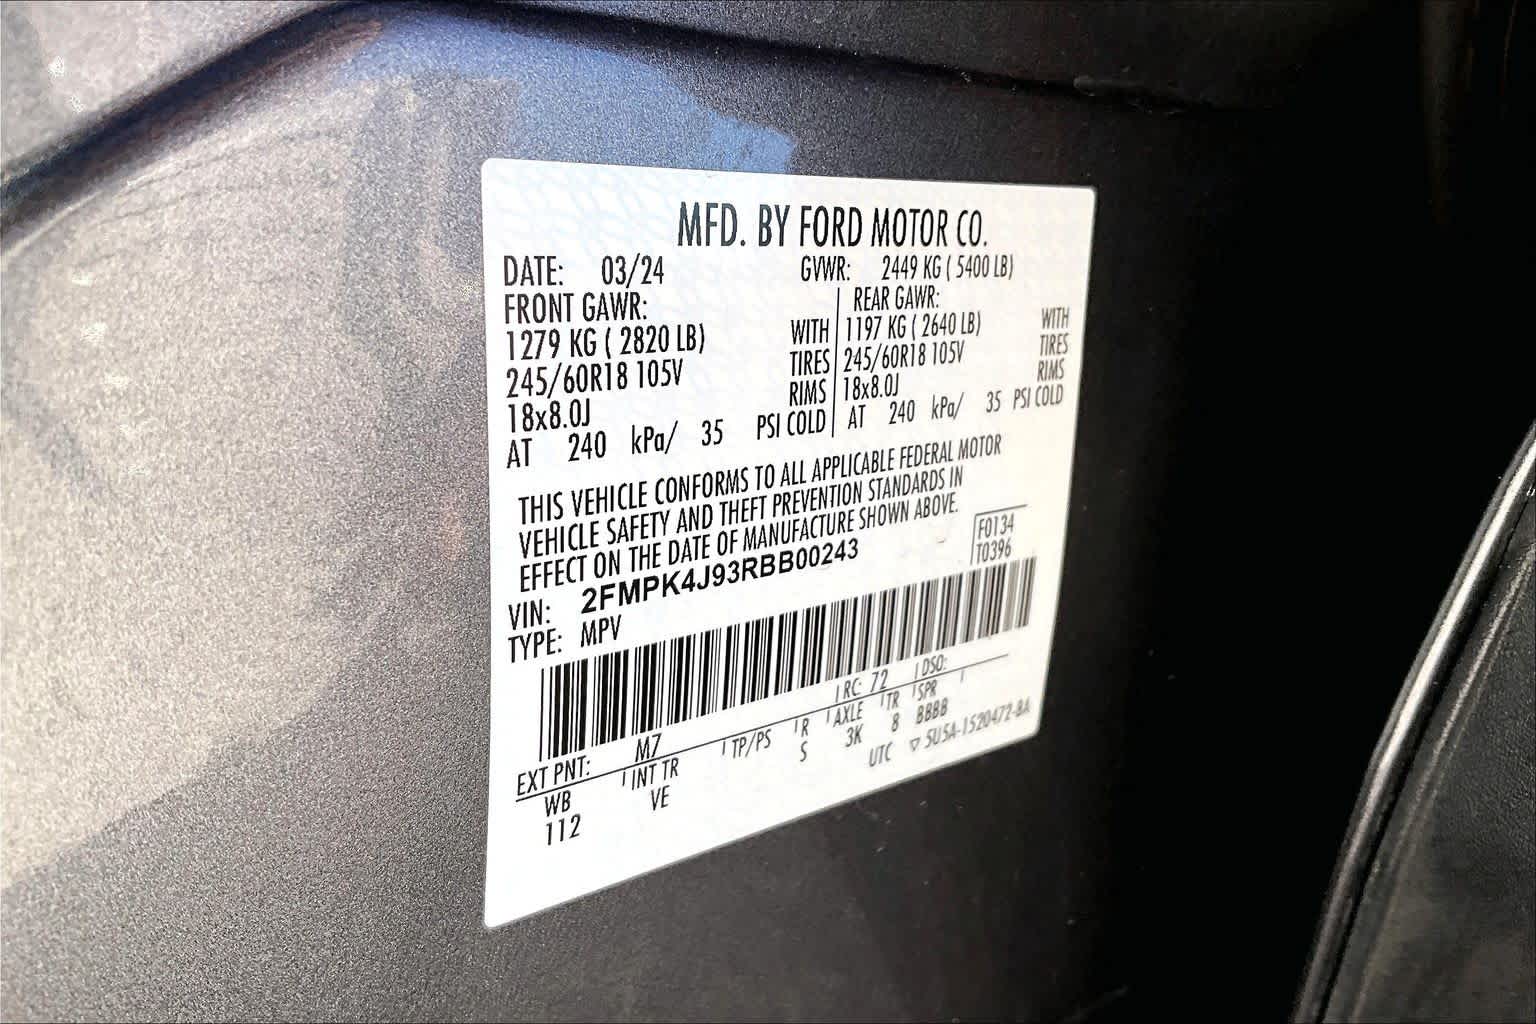 MFD. BY FORD MOTOR CO.
DATE: 03/24 GVWR: 2449 KG ( 5400 LB)
FRONT GAWR: REAR GAWR:
1279 KG ( 2820 LB) WITH 1197 KG ( 2640 LB) WITH
245/60R18 105V TIRES 245/60R18 105V TIRES
18x8.0J RIMS 18x8.0J RIMS
AT 240 kPa/ 35 PSI COLD AT 240 kPa/ 35 PSI COLD
THIS VEHICLE CONFORMS TO ALL APPLICABLE FEDERAL MOTOR
VEHICLE SAFETY AND THEFT PREVENTION STANDARDS IN
EFFECT ON THE DATE OF MANUFACTURE SHOWN ABOVE.
F0134
T0396
VIN: 2FMPK4J93RBB00243
TYPE: MPV
EXT PNT: M7 RC: 72 DSO:
WB INT TR TP/PS R AXLE TR SPR
112 VE S 3K 8 BBBB
UTC ▽ 5U5A-1520472-BA